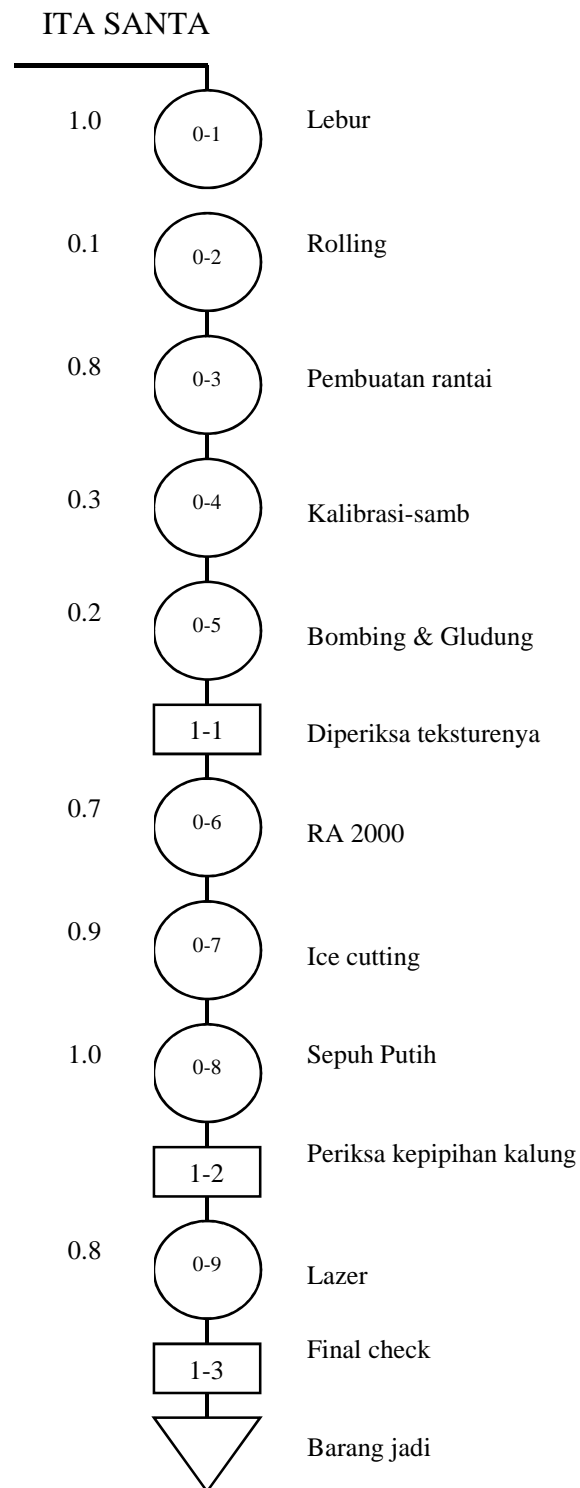 ITA SANTA
1.0 0-1 Lebur
0.1 0-2 Rolling
0.8 0-3 Pembuatan rantai
0.3 0-4 Kalibrasi-samb
0.2 0-5 Bombing & Gludung
1-1 Diperiksa teksturenya
0.7 0-6 RA 2000
0.9 0-7 Ice cutting
1.0 0-8 Sepuh Putih
1-2 Periksa kepipihan kalung
0.8 0-9 Lazer
1-3 Final check
Barang jadi